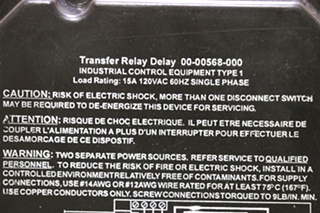 Transfer Relay Delay 00-00568-000
INDUSTRIAL CONTROL EQUIPMENT TYPE 1
Load Rating: 15A 120VAC 60HZ SINGLE PHASE
CAUTION: RISK OF ELECTRIC SHOCK, MORE THAN ONE DISCONNECT SWITCH
MAY BE REQUIRED TO DE-ENERGIZE THIS DEVICE FOR SERVICING.
ATTENTION: RISQUE DE CHOC ELECTRIQUE. IL PEUT ETRE NECESSAIRE DE
COUPLER L'ALIMENTATION A PLUS D'UN INTERRUPTER POUR EFFECTUER LE
DESAMORCAGE DE CE DISPOSTIF.
WARNING: TWO SEPARATE POWER SOURCES. REFER SERVICE TO QUALIFIED
PERSONNEL. TO REDUCE THE RISK OF FIRE OR ELECTRIC SHOCK, INSTALL IN A
CONTROLLED ENVIRONMENT RELATIVELY FREE OF CONTAMINANTS. FOR SUPPLY
CONNECTIONS, USE #14AWG OR #12AWG WIRE RATED FOR AT LEAST 75°C (167°F).
USE COPPER CONDUCTORS ONLY. SCREW CONNECTIONS TORQUED TO 9LB/IN. MIN.